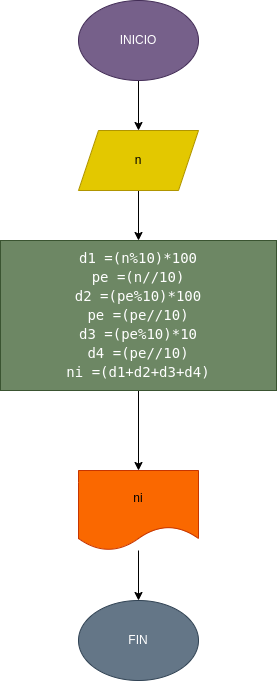 INICIO
n
d1 =(n%10)*100
pe =(n//10)
d2 =(pe%10)*100
pe =(pe//10)
d3 =(pe%10)*10
d4 =(pe//10)
ni =(d1+d2+d3+d4)
ni
FIN